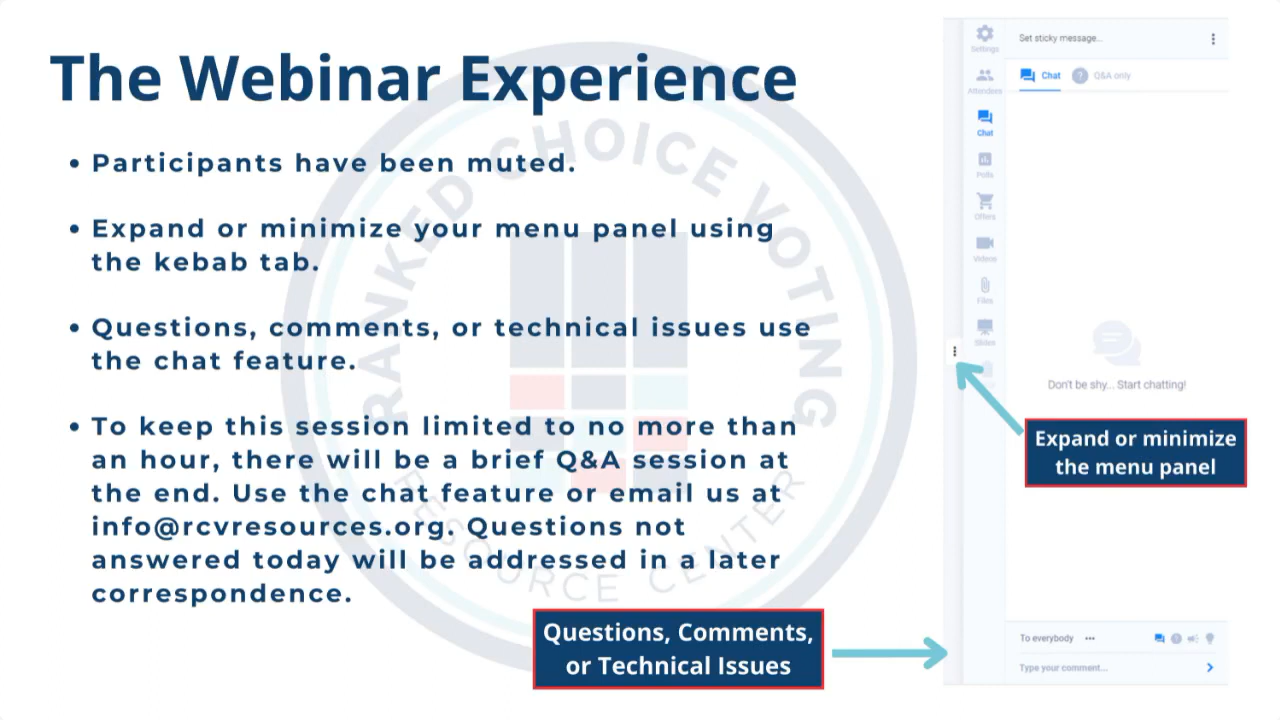 The Webinar Experience
• Participants have been muted.
• Expand or minimize your menu panel using
the kebab tab.
• Questions, comments, or technical issues use
the chat feature.
• To keep this session limited to no more than
an hour, there will be a brief Q&A session at
the end. Use the chat feature or email us at
info@rcvresources.org. Questions not
answered today will be addressed in a later
correspondence.
Questions, Comments,
or Technical Issues
RANKED CHOICE VOTING
RESOURCE CENTER
Settings
Attendees
Chat
Polls
Offers
Videos
Files
Slides
Set sticky message...
Chat
Q&A only
Don't be shy... Start chatting!
Expand or minimize
the menu panel
To everybody
Type your comment...